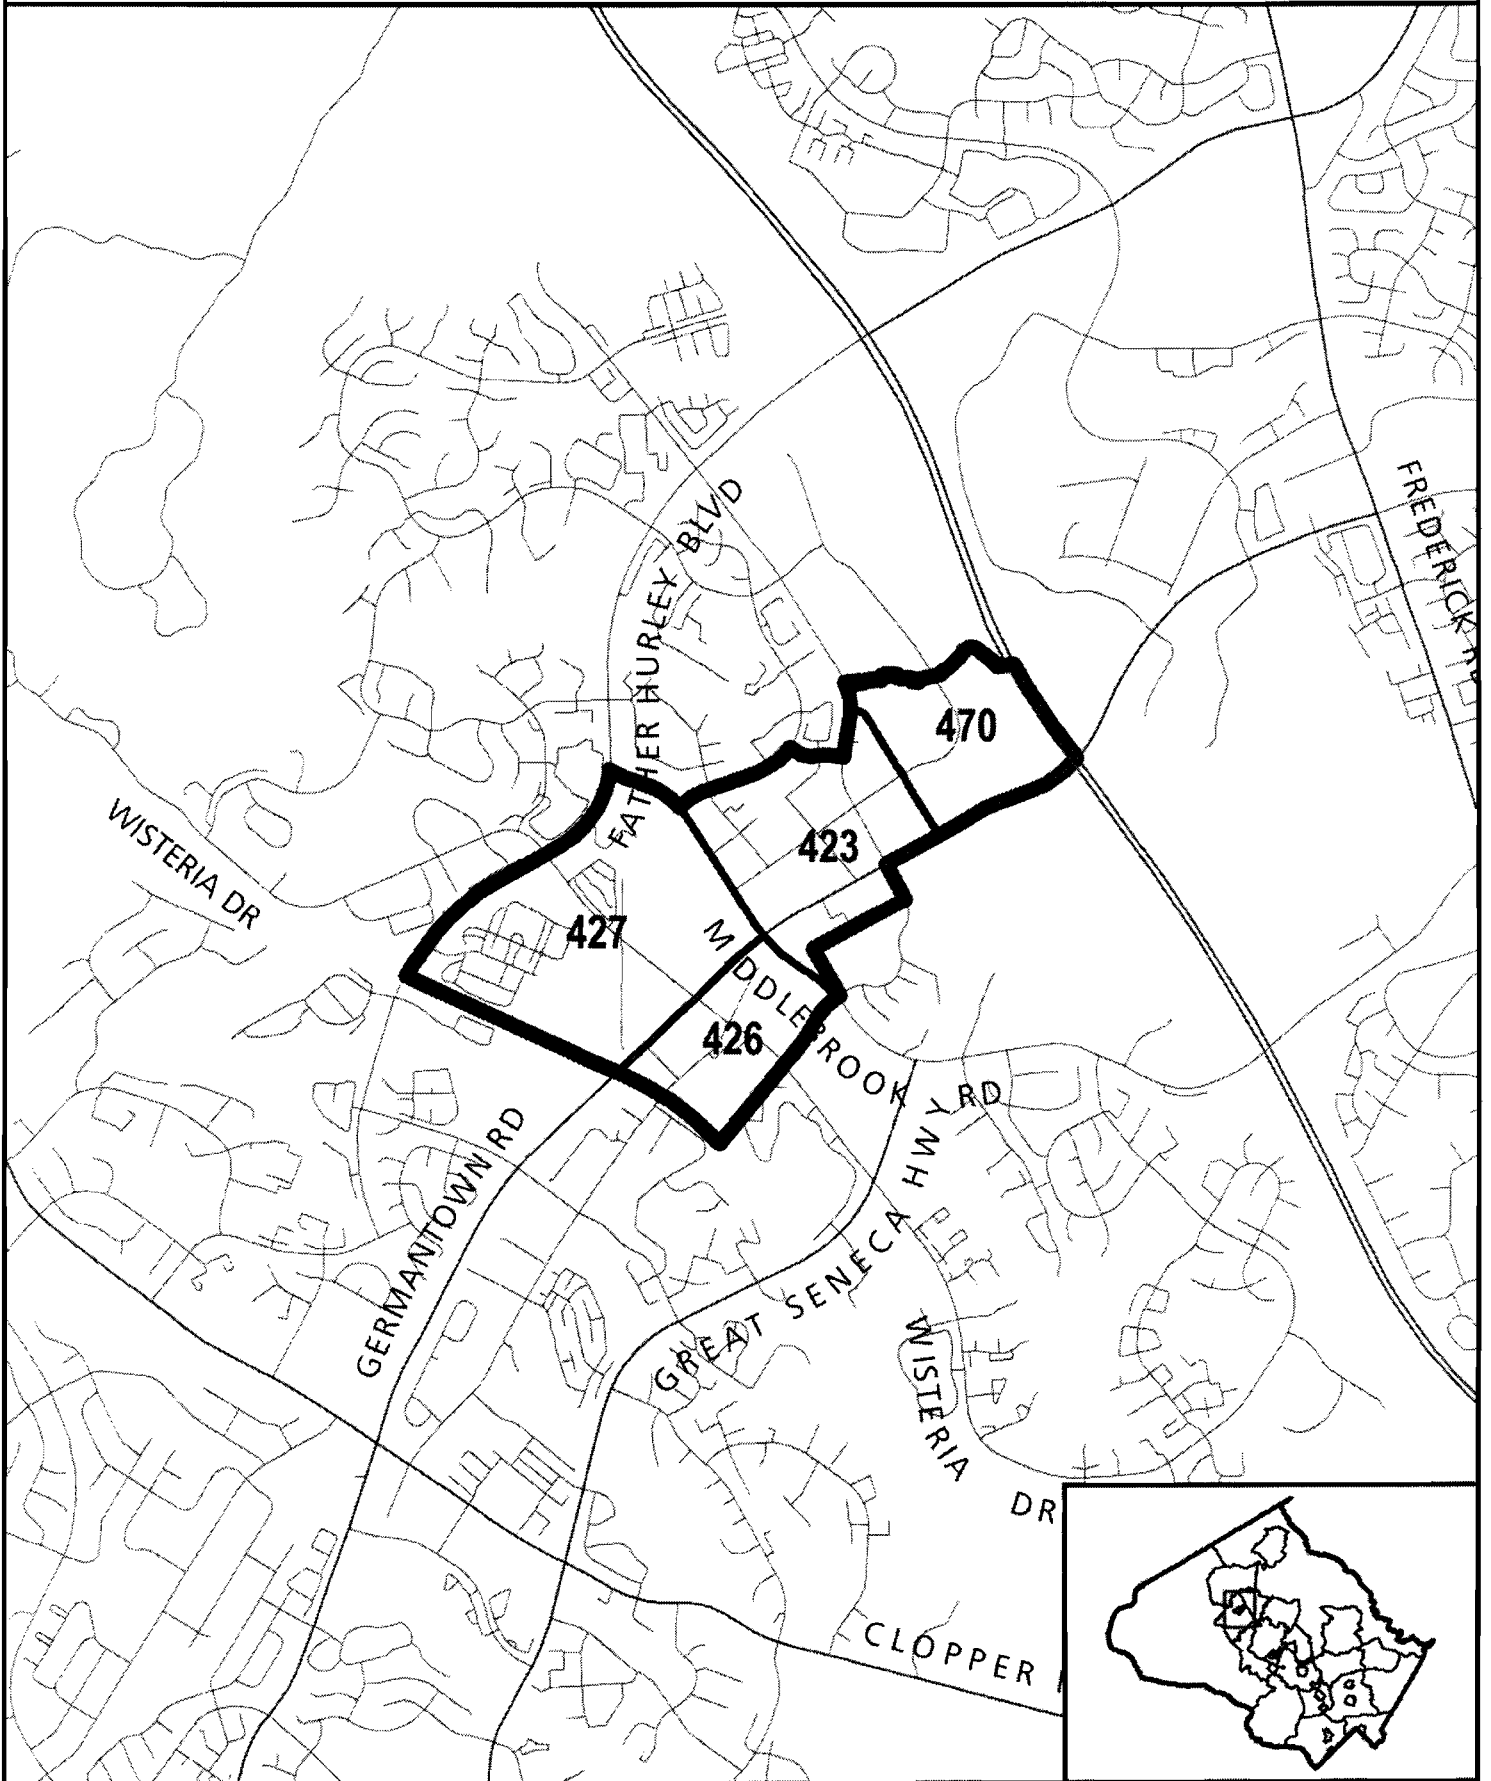 FATHER HURLEY BLVD
FREDERICK
470
423
WISTERIA DR
427
MIDDLEBROOK RD
426
GERMANTOWN RD
GREAT SENECA HWY
WISTERIA DR
CLOPPER